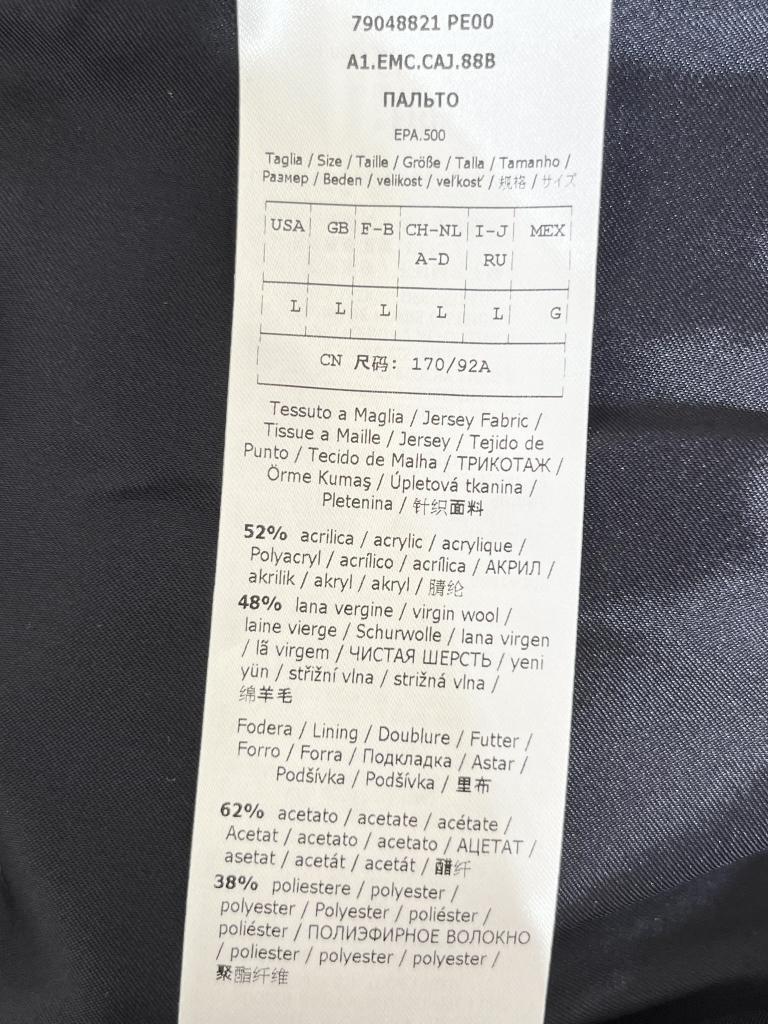 79048821 PE00
A1.EMC.CAJ.88B
ПАЛЬТО
EPA.500
Taglia / Size / Taille / Größe / Talla / Tamanho /
Размер / Beden / velikost / veľkosť / 规格 / サイズ
USA GB F-B CH-NL I-J MEX
A-D RU
L L L L L G
CN 尺码: 170/92A
Tessuto a Maglia / Jersey Fabric /
Tissue a Maille / Jersey / Tejido de
Punto / Tecido de Malha / ТРИКОТАЖ /
Örme Kumaş / Úpletová tkanina /
Pletenina / 针织面料
52% acrilica / acrylic / acrylique /
Polyacryl / acrílico / acrílica / АКРИЛ /
akrilik / akryl / akryl / 腈纶
48% lana vergine / virgin wool /
laine vierge / Schurwolle / lana virgen
/ lã virgem / ЧИСТАЯ ШЕРСТЬ / yeni
yün / střižní vlna / strižná vlna /
绵羊毛
Fodera / Lining / Doublure / Futter /
Forro / Forra / Подкладка / Astar /
Podšívka / Podšívka / 里布
62% acetato / acetate / acétate /
Acetat / acetato / acetato / АЦЕТАТ /
asetat / acetát / acetát / 醋纤
38% poliestere / polyester /
polyester / Polyester / poliéster /
poliéster / ПОЛИЭФИРНОЕ ВОЛОКНО
/ poliester / polyester / polyester /
聚酯纤维